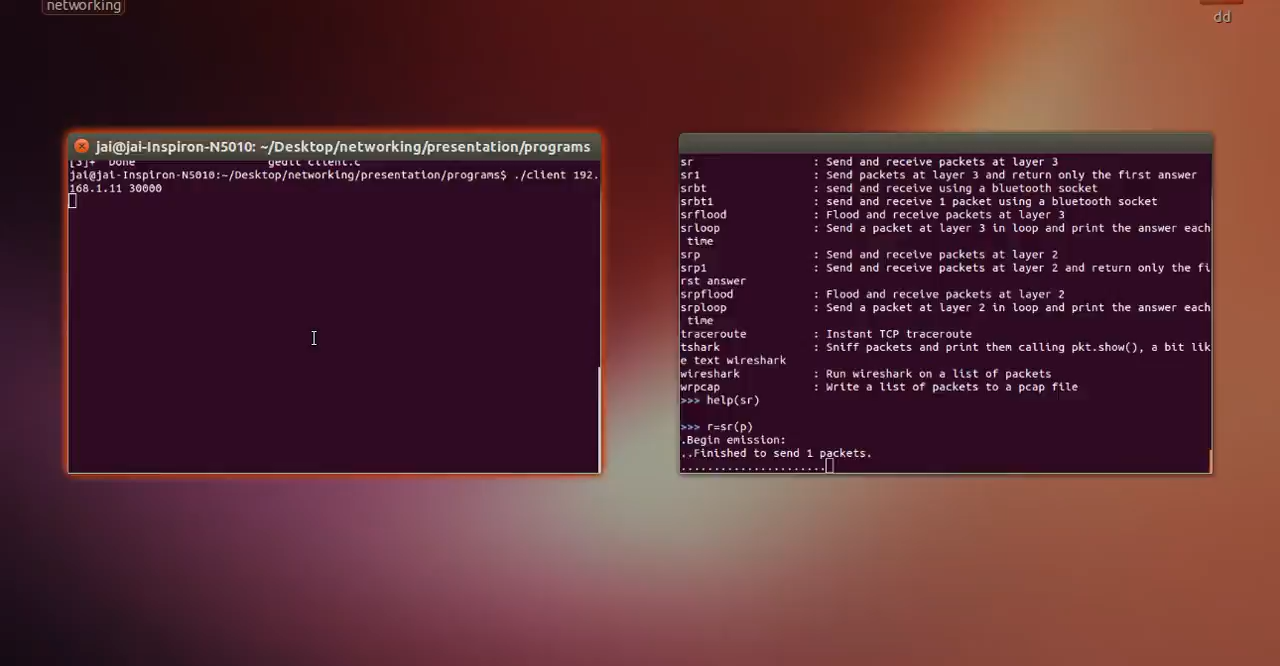 networking
dd
jai@jai-Inspiron-N5010: ~/Desktop/networking/presentation/programs
[3]+  Done                    gedit client.c
jai@jai-Inspiron-N5010:~/Desktop/networking/presentation/programs$ ./client 192.
168.1.11 30000
sr : Send and receive packets at layer 3
sr1 : Send packets at layer 3 and return only the first answer
srbt : send and receive using a bluetooth socket
srbt1 : send and receive 1 packet using a bluetooth socket
srflood : Flood and receive packets at layer 3
srloop : Send a packet at layer 3 in loop and print the answer each
time
srp : Send and receive packets at layer 2
srp1 : Send and receive packets at layer 2 and return only the fi
rst answer
srpflood : Flood and receive packets at layer 2
srploop : Send a packet at layer 2 in loop and print the answer each
time
traceroute : Instant TCP traceroute
tshark : Sniff packets and print them calling pkt.show(), a bit lik
e text wireshark
wireshark : Run wireshark on a list of packets
wrpcap : Write a list of packets to a pcap file
>>> help(sr)
>>> r=sr(p)
.Begin emission:
..Finished to send 1 packets.
......................